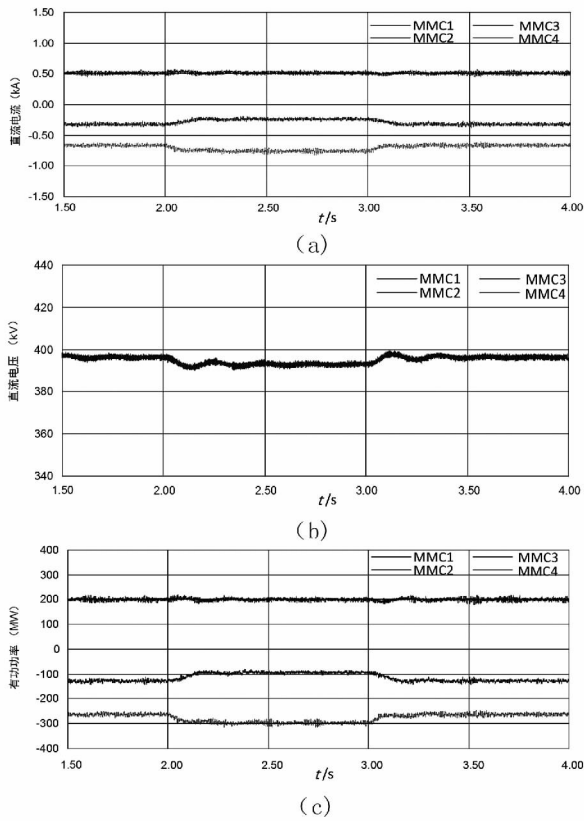 MMC1 MMC3
MMC2 MMC4
直流电流 (kA)
1.50
1.00
0.50
0.00
-0.50
-1.00
-1.50
1.50 2.00 2.50 3.00 3.50 4.00
t/s
(a)
MMC1 MMC3
MMC2 MMC4
直流电压 (kV)
440
420
400
380
360
340
1.50 2.00 2.50 3.00 3.50 4.00
t/s
(b)
MMC1 MMC3
MMC2 MMC4
有功功率 (MW)
400
300
200
100
0
-100
-200
-300
-400
1.50 2.00 2.50 3.00 3.50 4.00
t/s
(c)